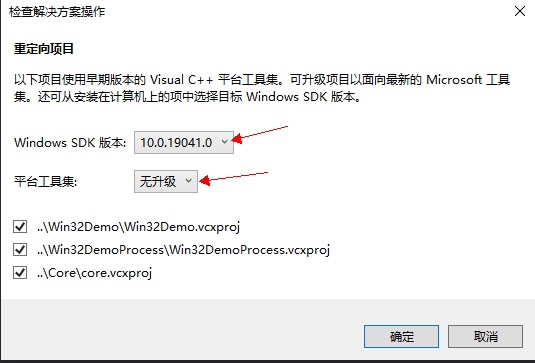 检查解决方案操作
重定向项目
以下项目使用早期版本的 Visual C++ 平台工具集。可升级项目以面向最新的 Microsoft 工具
集。还可从安装在计算机上的项中选择目标 Windows SDK 版本。
Windows SDK 版本: 10.0.19041.0
平台工具集: 无升级
..\Win32Demo\Win32Demo.vcxproj
..\Win32DemoProcess\Win32DemoProcess.vcxproj
..\Core\core.vcxproj
确定 取消